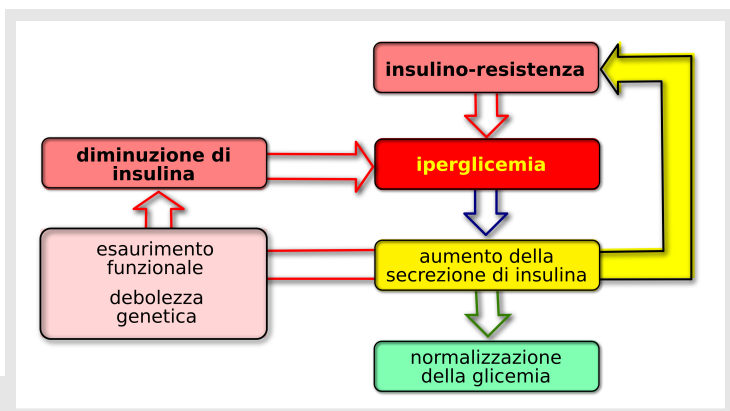 insulino-resistenza
diminuzione di
insulina
iperglicemia
esaurimento
funzionale
debolezza
genetica
aumento della
secrezione di insulina
normalizzazione
della glicemia